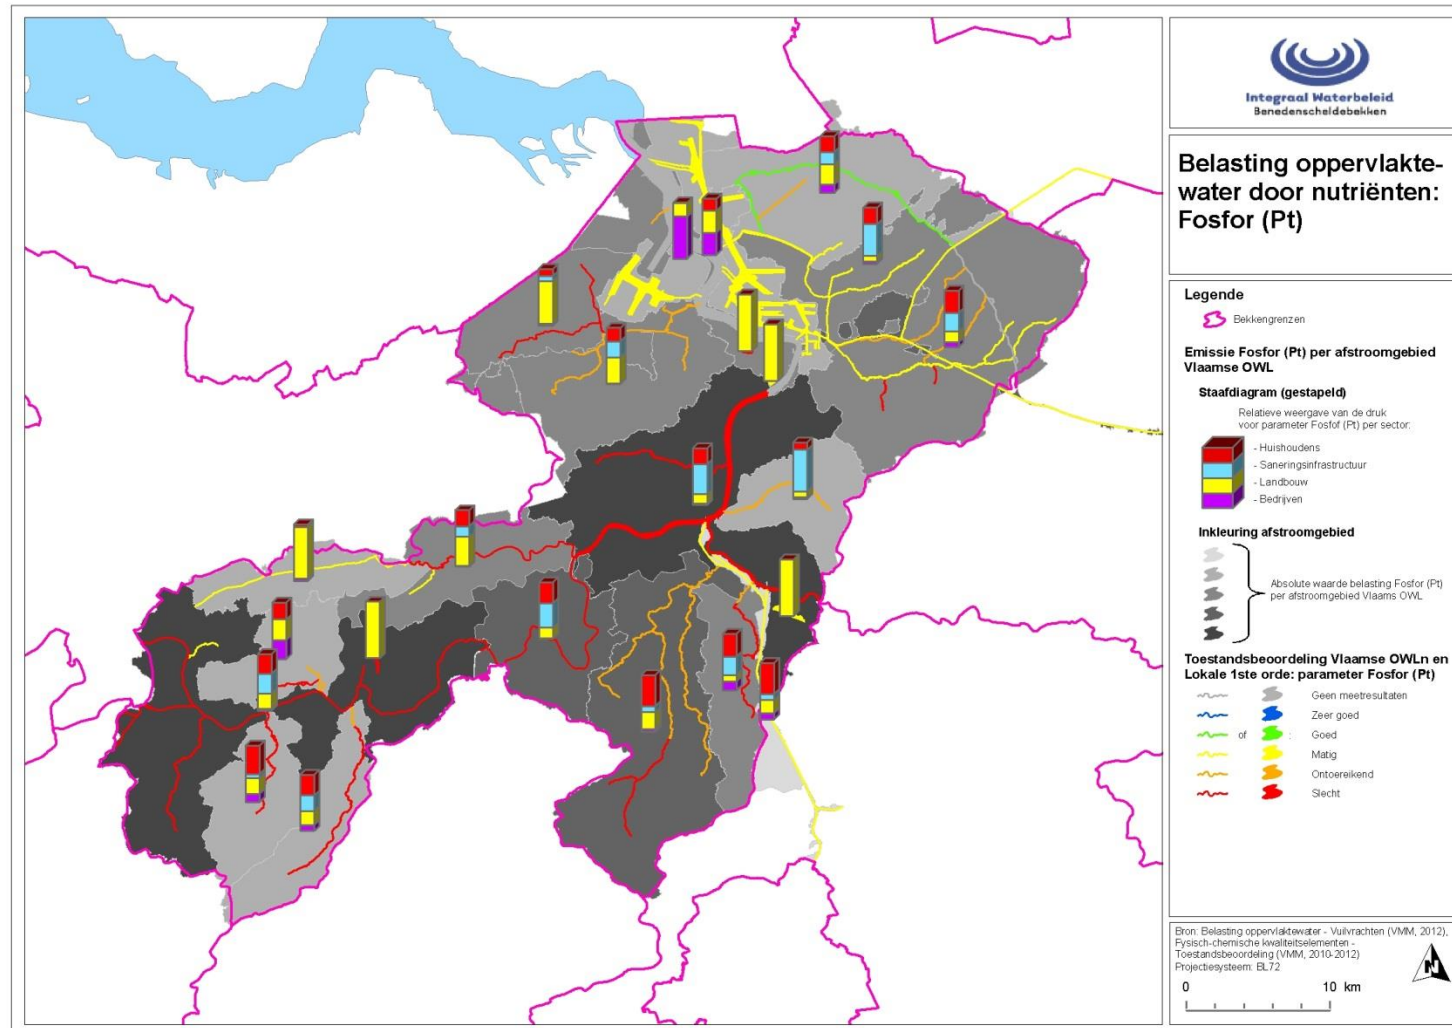 Integraal Waterbeleid
Benedenscheldebekken
Belasting oppervlakte-
water door nutriënten:
Fosfor (Pt)
Legende
Bekkengrenzen
Emissie Fosfor (Pt) per afstroomgebied
Vlaamse OWL
Staafdiagram (gestapeld)
Relatieve weergave van de druk
voor parameter Fosfof (Pt) per sector:
- Huishoudens
- Saneringsinfrastructuur
- Landbouw
- Bedrijven
Inkleuring afstroomgebied
Absolute waarde belasting Fosfor (Pt)
per afstroomgebied Vlaams OWL
Toestandsbeoordeling Vlaamse OWLn en
Lokale 1ste orde: parameter Fosfor (Pt)
Geen meetresultaten
Zeer goed
of : Goed
Matig
Ontoereikend
Slecht
Bron: Belasting oppervlaktewater - Vuilvrachten (VMM, 2012),
Fysisch-chemische kwaliteitselementen -
Toestandsbeoordeling (VMM, 2010-2012)
Projectiesysteem: BL72
N
0 10 km